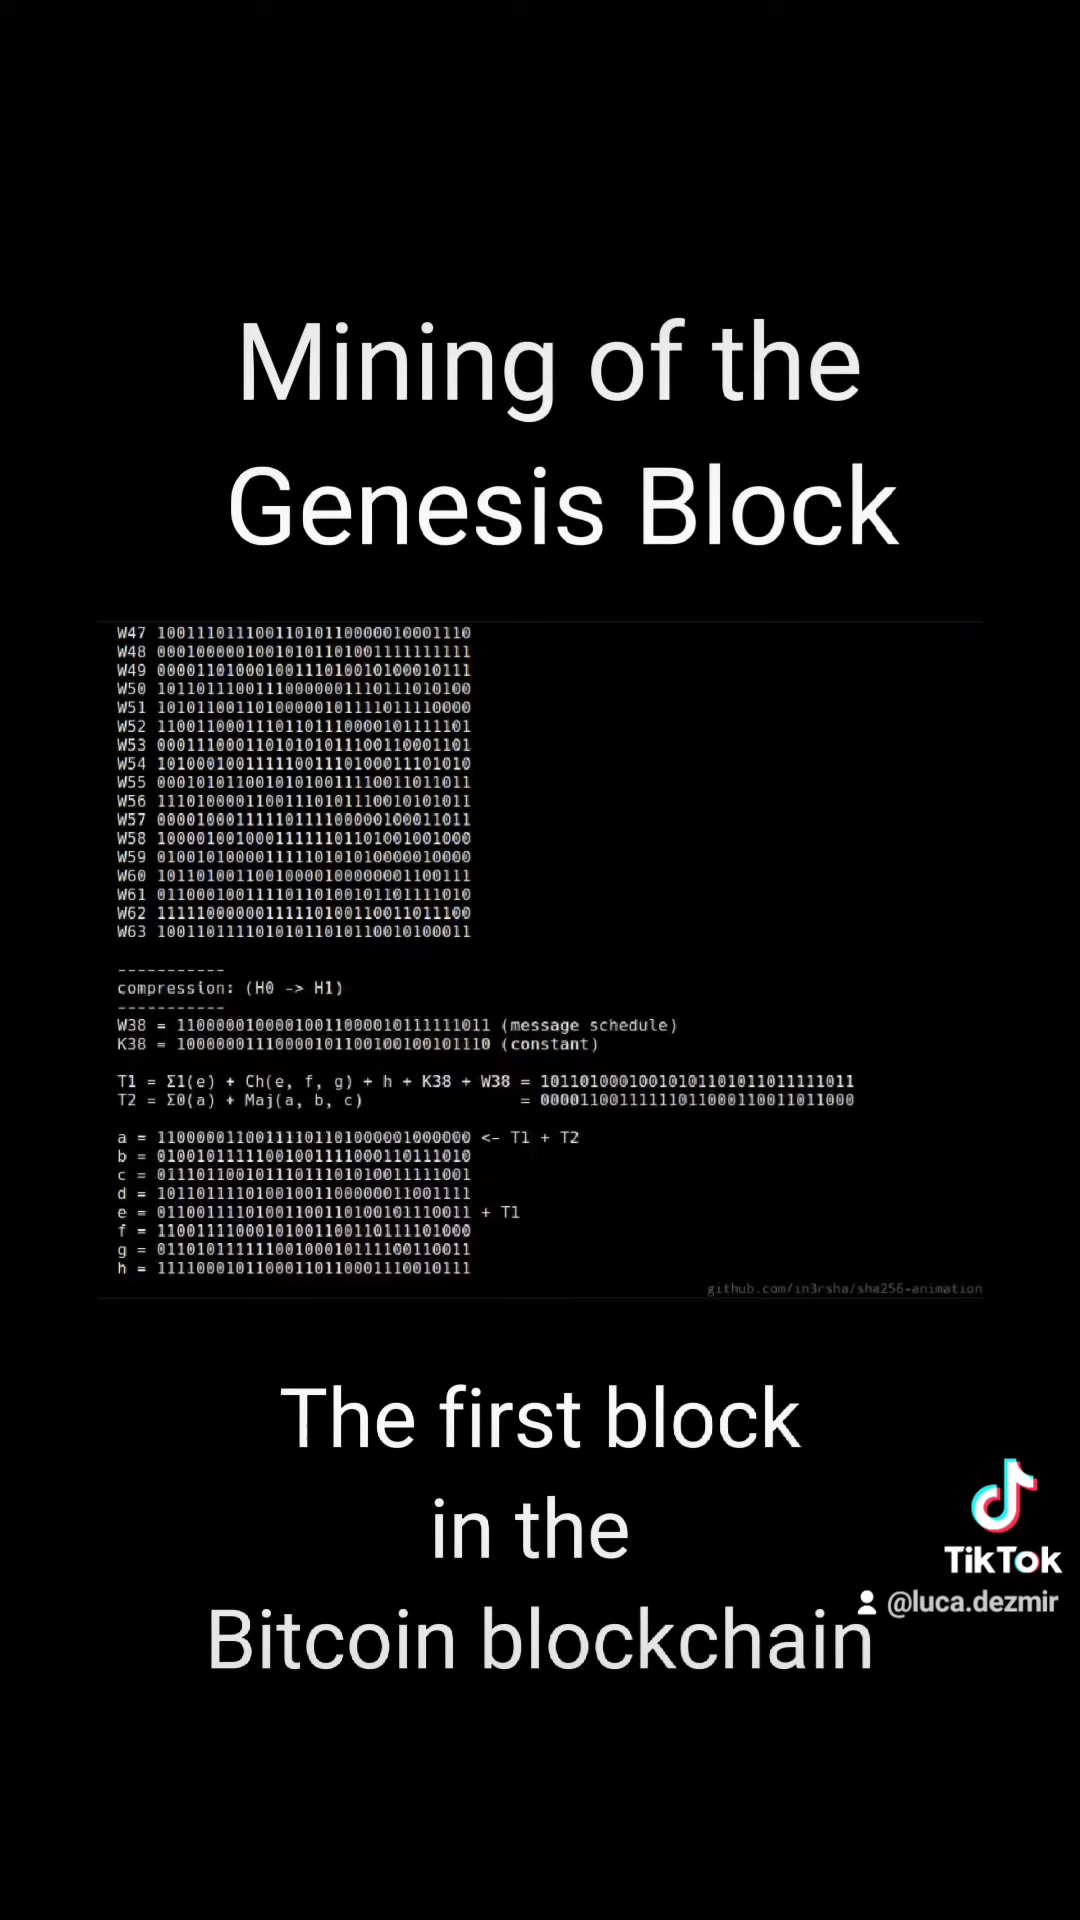 Mining of the
Genesis Block
W47 10011101110011010110000010001110
W48 00010000010010101101001111111111
W49 00001101000100111010010100010111
W50 10110111001110000001110111010100
W51 10101100110100000101111011110000
W52 11001100011101101110000101111101
W53 00011100011010101011100110001101
W54 10100010011111001110100011101010
W55 00010101100101010011110011011011
W56 11101000011001110101110010101011
W57 00001000111110111100000100011011
W58 10000100100011111101101001001000
W59 01001010000111110101010000010000
W60 10110100110010000100000001100111
W61 01100010011110110100101101111010
W62 11111000000111110100110011011100
W63 10011011110101011010110010100011
-----------
compression: (H0 -> H1)
-----------
W38 = 11000001000010011000010111111011 (message schedule)
K38 = 10000001110000101100100100101110 (constant)
T1 = Σ1(e) + Ch(e, f, g) + h + K38 + W38 = 10110100010010101101011011111011
T2 = Σ0(a) + Maj(a, b, c) = 00001100111111011000110011011000
a = 11000001100111101101000001000000 <- T1 + T2
b = 01001011111001001111000110111010
c = 01110110010111011101010011111001
d = 10110111101001001100000011001111
e = 01100111101001100110100101110011 + T1
f = 11001111000101001100110111101000
g = 01101011111100100010111100110011
h = 11110001011000110110001110010111
github.com/in3rsha/sha256-animation
The first block
in the
Bitcoin blockchain
TikTok
@luca.dezmir